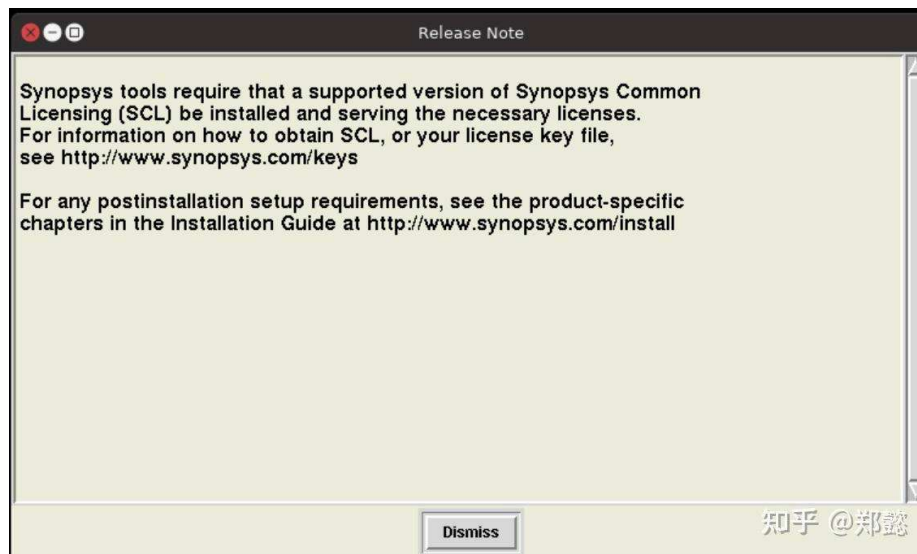 Release Note
Synopsys tools require that a supported version of Synopsys Common
Licensing (SCL) be installed and serving the necessary licenses.
For information on how to obtain SCL, or your license key file,
see http://www.synopsys.com/keys
For any postinstallation setup requirements, see the product-specific
chapters in the Installation Guide at http://www.synopsys.com/install
Dismiss
知乎 @郑懿